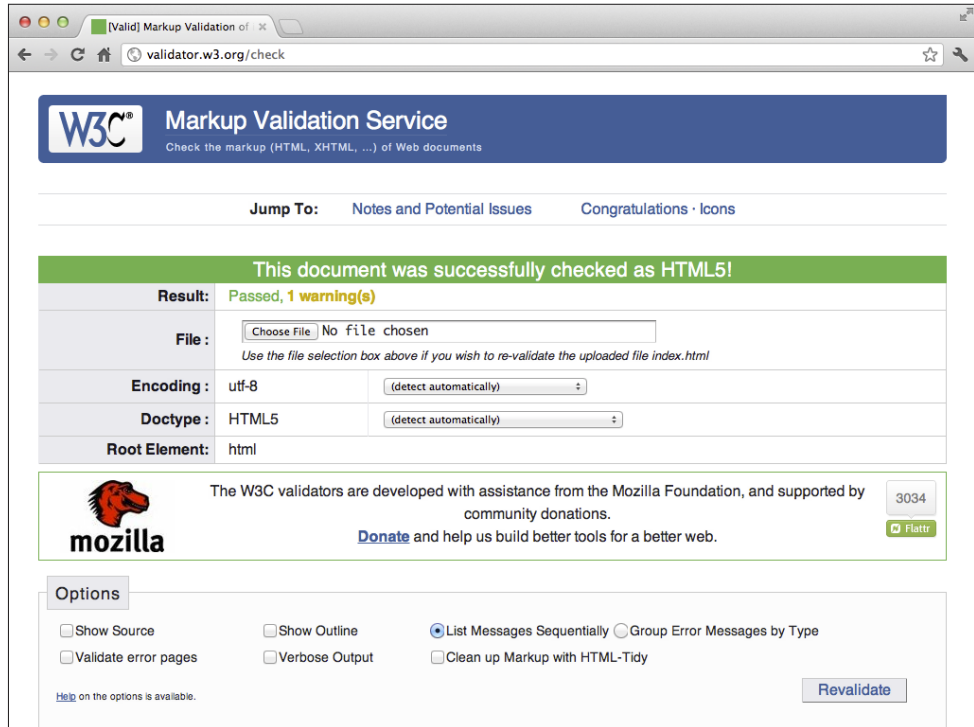 [Valid] Markup Validation of
validator.w3.org/check
W3C®
Markup Validation Service
Check the markup (HTML, XHTML, ...) of Web documents
Jump To: Notes and Potential Issues Congratulations · Icons
This document was successfully checked as HTML5!
Result: Passed, 1 warning(s)
File : Choose File No file chosen
Use the file selection box above if you wish to re-validate the uploaded file index.html
Encoding : utf-8 (detect automatically)
Doctype : HTML5 (detect automatically)
Root Element: html
The W3C validators are developed with assistance from the Mozilla Foundation, and supported by
community donations.
Donate and help us build better tools for a better web.
mozilla
3034
Flattr
Options
Show Source Show Outline List Messages Sequentially Group Error Messages by Type
Validate error pages Verbose Output Clean up Markup with HTML-Tidy
Help on the options is available.
Revalidate